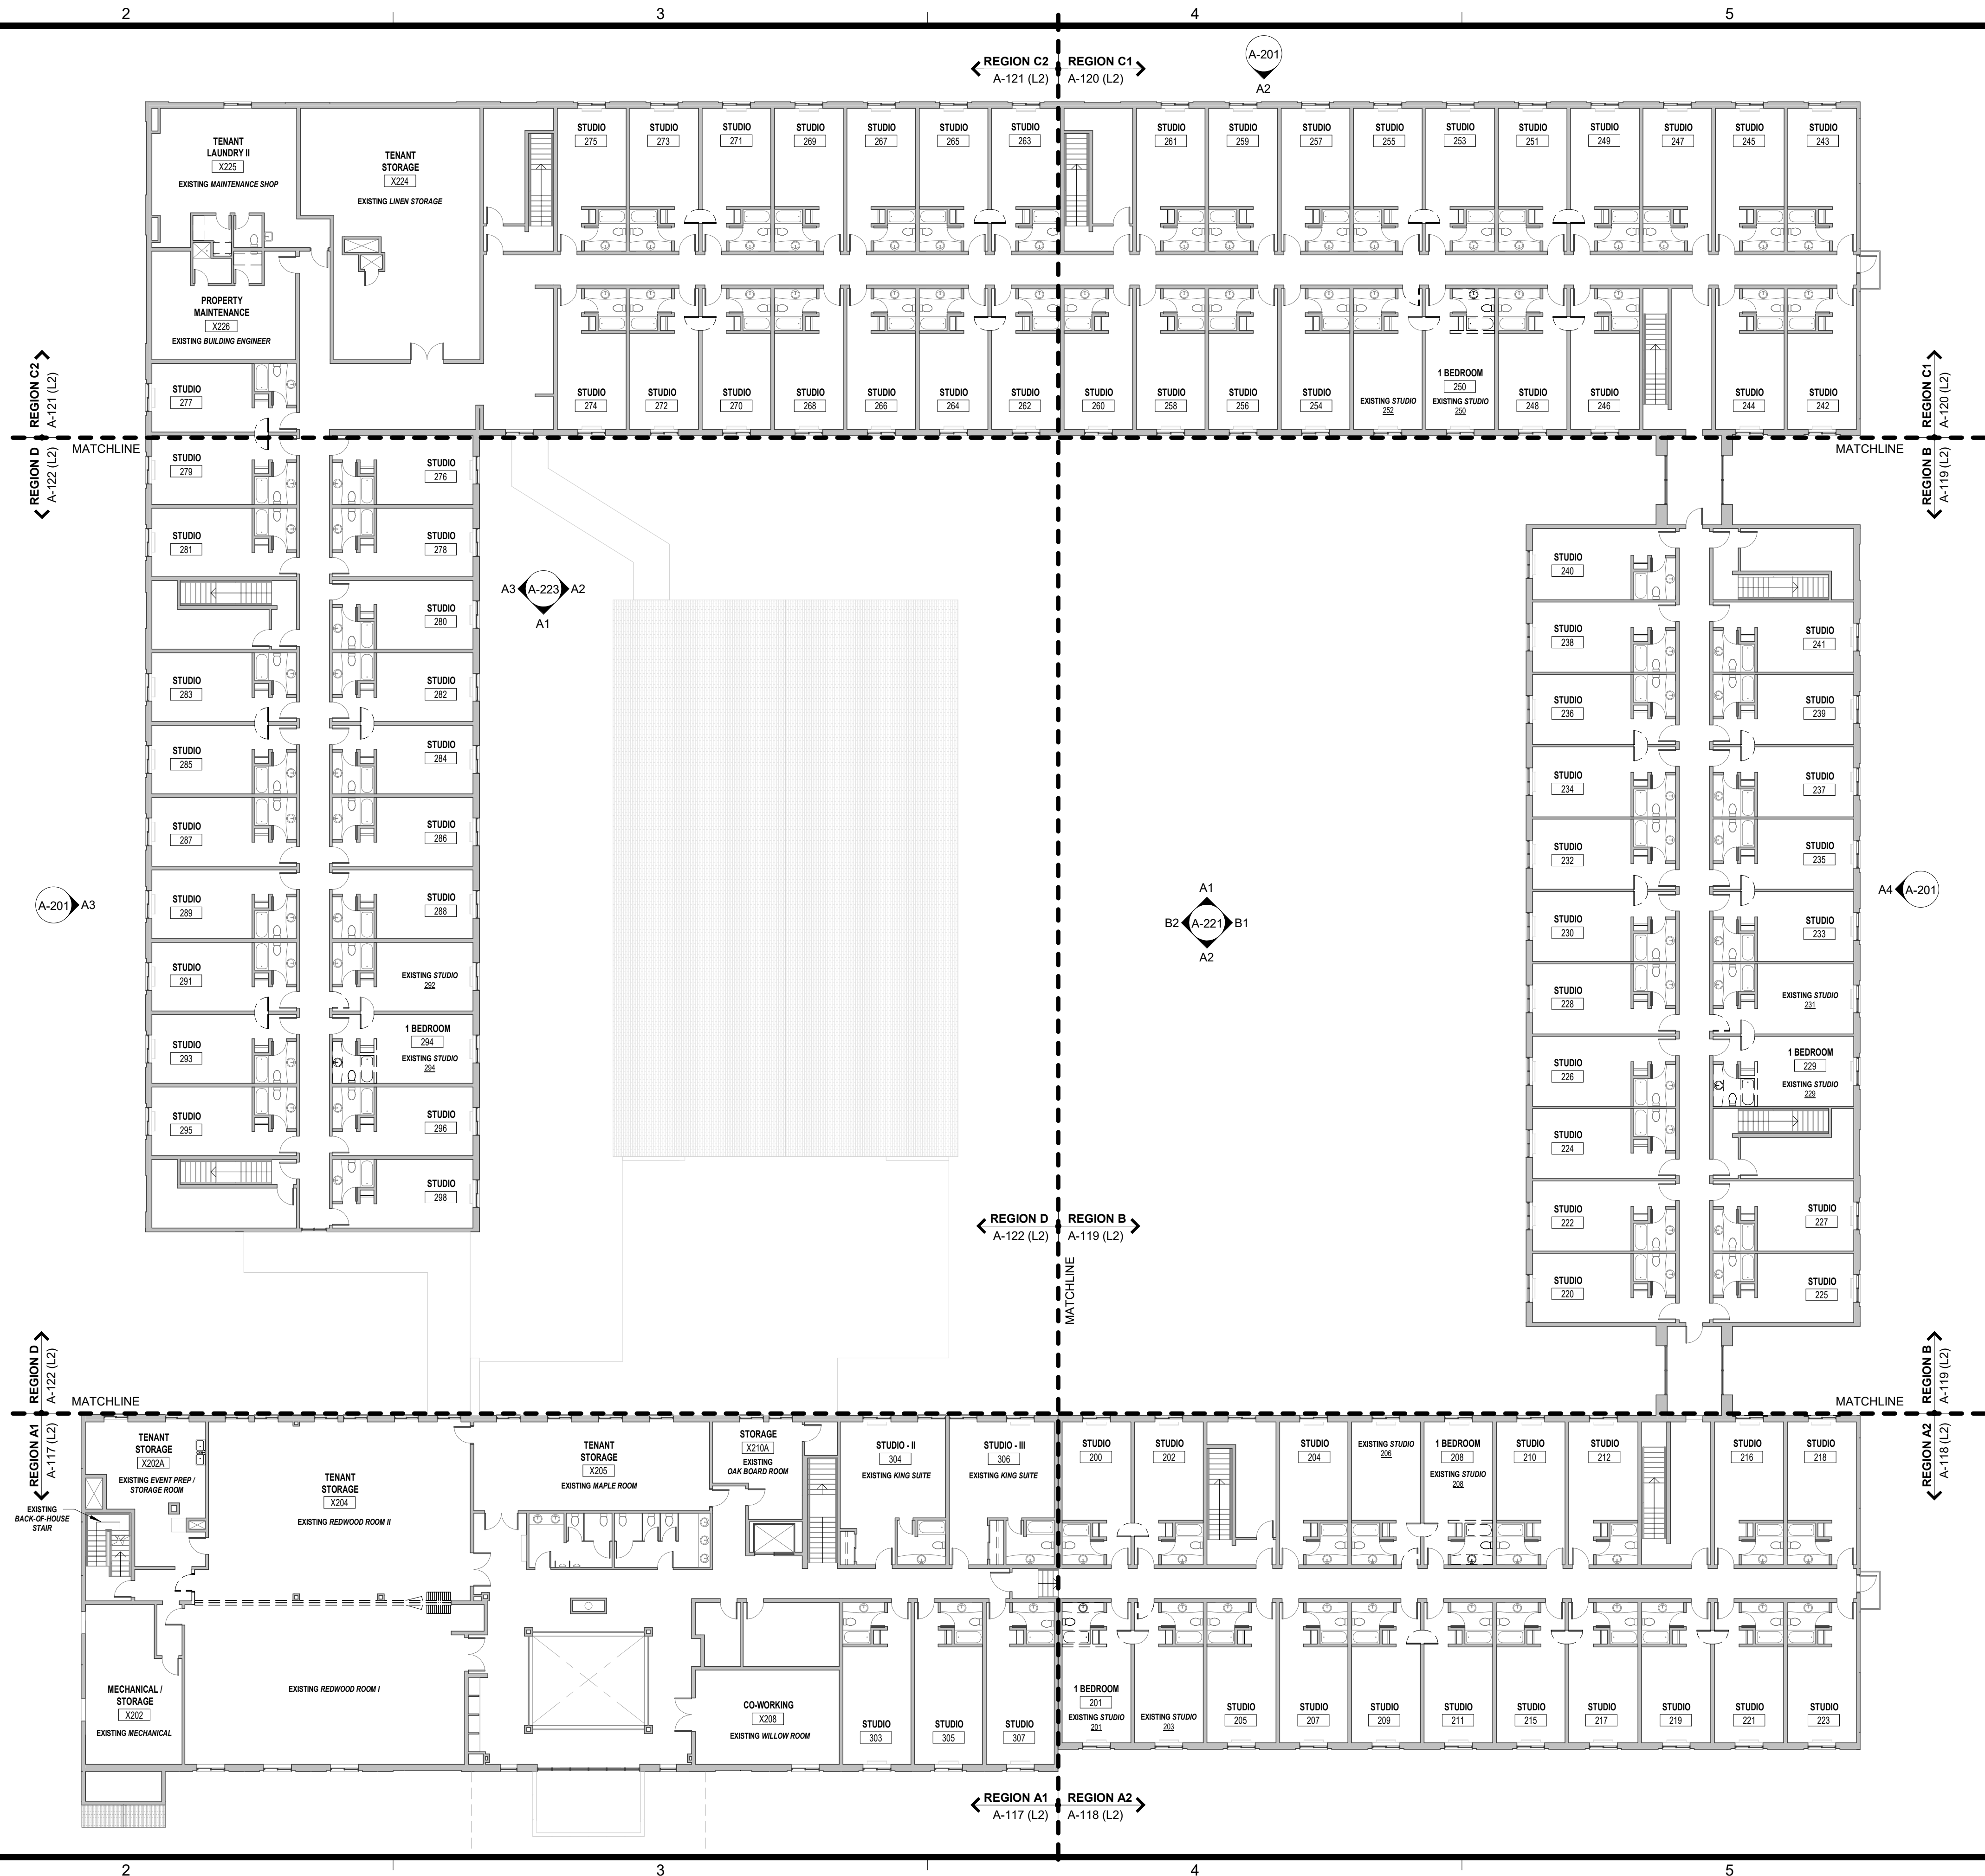 2 3 4 5
REGION C2 REGION C1
A-121 (L2) A-120 (L2)
A-201
A2
TENANT
LAUNDRY II
X225
EXISTING MAINTENANCE SHOP
TENANT
STORAGE
X224
EXISTING LINEN STORAGE
STUDIO STUDIO STUDIO STUDIO STUDIO STUDIO STUDIO STUDIO STUDIO STUDIO STUDIO STUDIO STUDIO STUDIO STUDIO STUDIO STUDIO
275 273 271 269 267 265 263 261 259 257 255 253 251 249 247 245 243
PROPERTY
MAINTENANCE
X226
EXISTING BUILDING ENGINEER
STUDIO
277
STUDIO STUDIO STUDIO STUDIO STUDIO STUDIO STUDIO STUDIO STUDIO STUDIO STUDIO
274 272 270 268 266 264 262 260 258 256 254
EXISTING STUDIO
252
1 BEDROOM
250
EXISTING STUDIO
250
STUDIO STUDIO STUDIO STUDIO
248 246 244 242
REGION C2
A-121 (L2)
REGION D
A-122 (L2)
MATCHLINE
REGION C1
A-120 (L2)
REGION B
A-119 (L2)
MATCHLINE
STUDIO
279
STUDIO
276
STUDIO
281
STUDIO
278
STUDIO
280
STUDIO
283
STUDIO
282
STUDIO
285
STUDIO
284
STUDIO
287
STUDIO
286
STUDIO
289
STUDIO
288
STUDIO
291
EXISTING STUDIO
292
STUDIO
293
1 BEDROOM
294
EXISTING STUDIO
294
STUDIO
295
STUDIO
296
STUDIO
298
A-201 A3
A3 A-223 A2
A1
A1
B2 A-221 B1
A2
STUDIO
240
STUDIO
238
STUDIO
241
STUDIO
236
STUDIO
239
STUDIO
234
STUDIO
237
STUDIO
232
STUDIO
235
STUDIO
230
STUDIO
233
STUDIO
228
EXISTING STUDIO
231
STUDIO
226
1 BEDROOM
229
EXISTING STUDIO
229
STUDIO
224
STUDIO
222
STUDIO
227
STUDIO
220
STUDIO
225
A4 A-201
REGION D REGION B
A-122 (L2) A-119 (L2)
MATCHLINE
REGION D
A-122 (L2)
REGION A1
A-117 (L2)
MATCHLINE
REGION B
A-119 (L2)
REGION A2
A-118 (L2)
MATCHLINE
TENANT
STORAGE
X202A
EXISTING EVENT PREP /
STORAGE ROOM
EXISTING
BACK-OF-HOUSE
STAIR
TENANT
STORAGE
X204
EXISTING REDWOOD ROOM II
TENANT
STORAGE
X205
EXISTING MAPLE ROOM
STORAGE
X210A
EXISTING
OAK BOARD ROOM
STUDIO - II
304
EXISTING KING SUITE
STUDIO - III
306
EXISTING KING SUITE
STUDIO STUDIO STUDIO
200 202 204
EXISTING STUDIO
206
1 BEDROOM
208
EXISTING STUDIO
208
STUDIO STUDIO STUDIO STUDIO
210 212 216 218
MECHANICAL /
STORAGE
X202
EXISTING MECHANICAL
EXISTING REDWOOD ROOM I
CO-WORKING
X208
EXISTING WILLOW ROOM
STUDIO STUDIO STUDIO
303 305 307
1 BEDROOM
201
EXISTING STUDIO
201
EXISTING STUDIO
203
STUDIO STUDIO STUDIO STUDIO STUDIO STUDIO STUDIO STUDIO STUDIO
205 207 209 211 215 217 219 221 223
REGION A1 REGION A2
A-117 (L2) A-118 (L2)
2 3 4 5